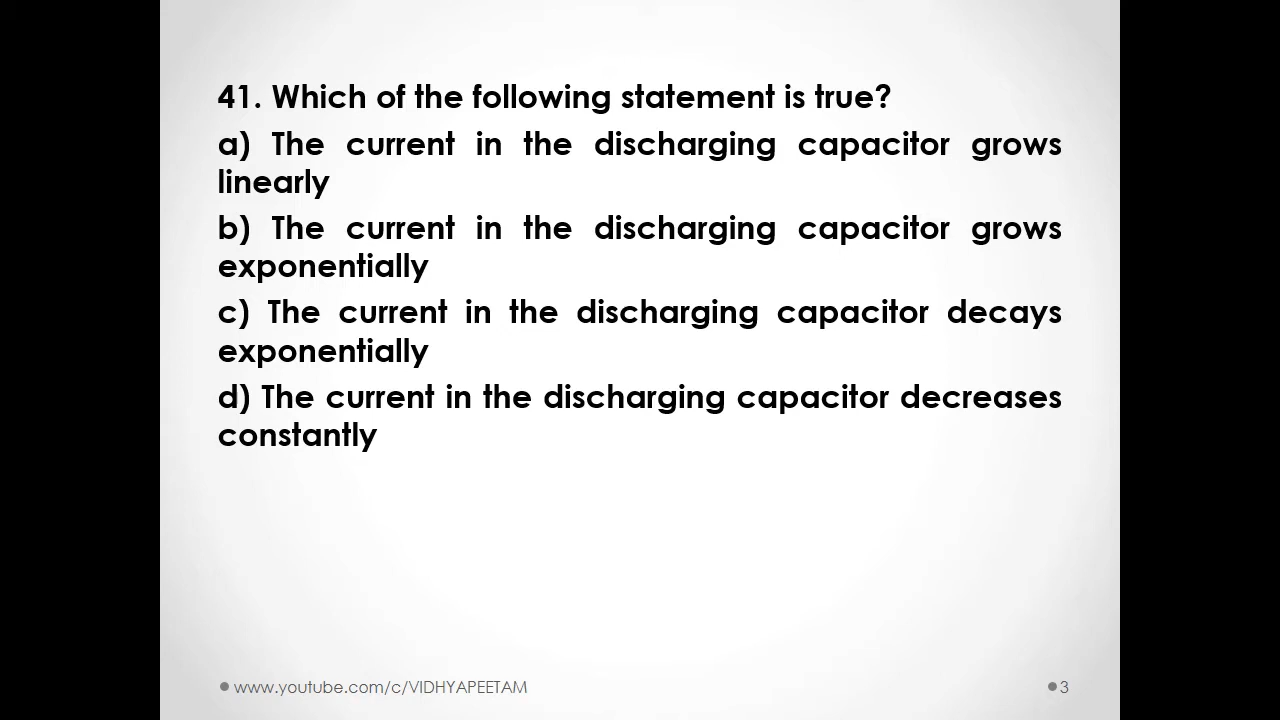 41. Which of the following statement is true?
a) The current in the discharging capacitor grows
linearly
b) The current in the discharging capacitor grows
exponentially
c) The current in the discharging capacitor decays
exponentially
d) The current in the discharging capacitor decreases
constantly
www.youtube.com/c/VIDHYAPEETAM
3